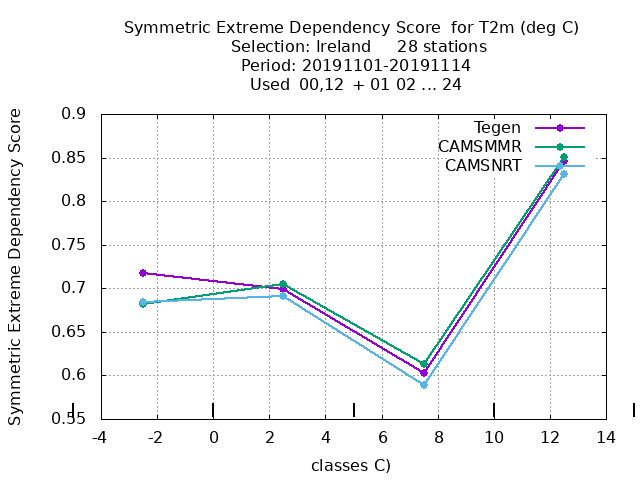 Symmetric Extreme Dependency Score for T2m (deg C)
Selection: Ireland 28 stations
Period: 20191101-20191114
Used 00,12 + 01 02 ... 24
Symmetric Extreme Dependency Score
0.9
0.85
0.8
0.75
0.7
0.65
0.6
0.55
Tegen
CAMSMMR
CAMSNRT
-4 -2 0 2 4 6 8 10 12 14
classes C)